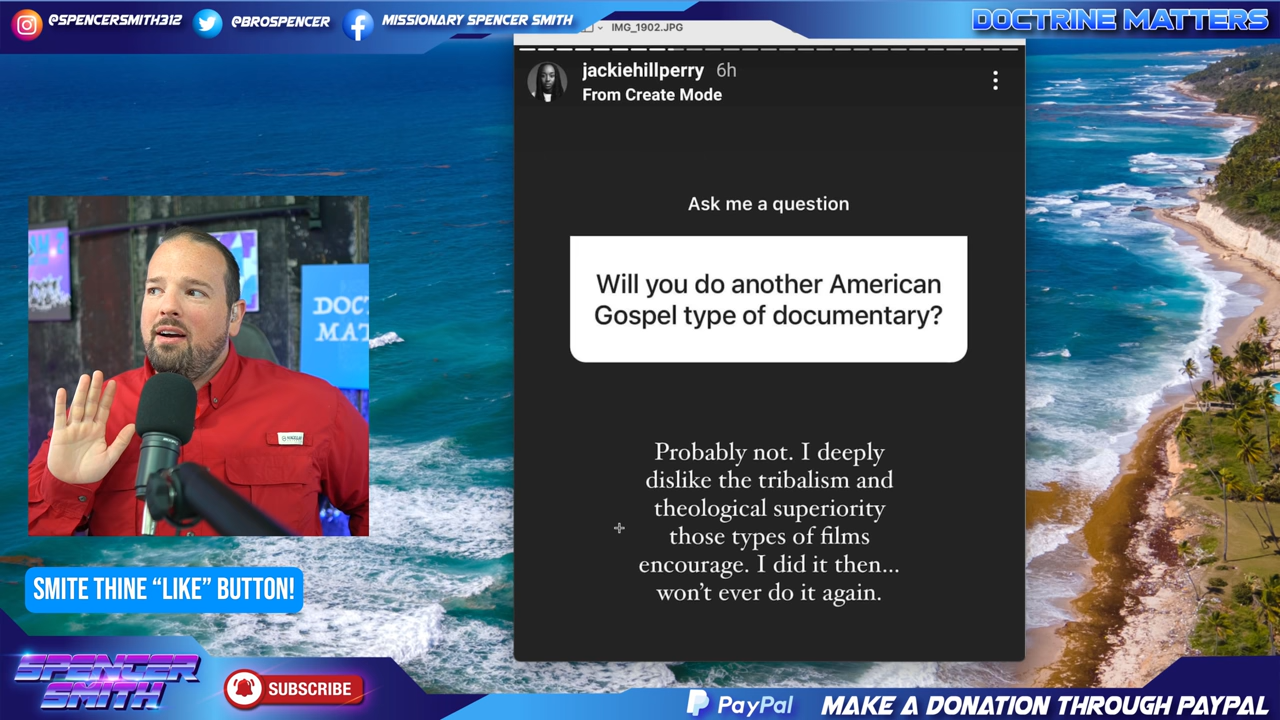 @SPENCERSMITH312
@BROSPENCER
MISSIONARY SPENCER SMITH
DOCTRINE MATTERS
IMG_1902.JPG
jackiehillperry 6h
From Create Mode
Ask me a question
Will you do another American
Gospel type of documentary?
Probably not. I deeply
dislike the tribalism and
theological superiority
those types of films
encourage. I did it then...
won't ever do it again.
DOCT
MAT
SMITE THINE “LIKE” BUTTON!
SPENCER
SMITH
SUBSCRIBE
PayPal
MAKE A DONATION THROUGH PAYPAL